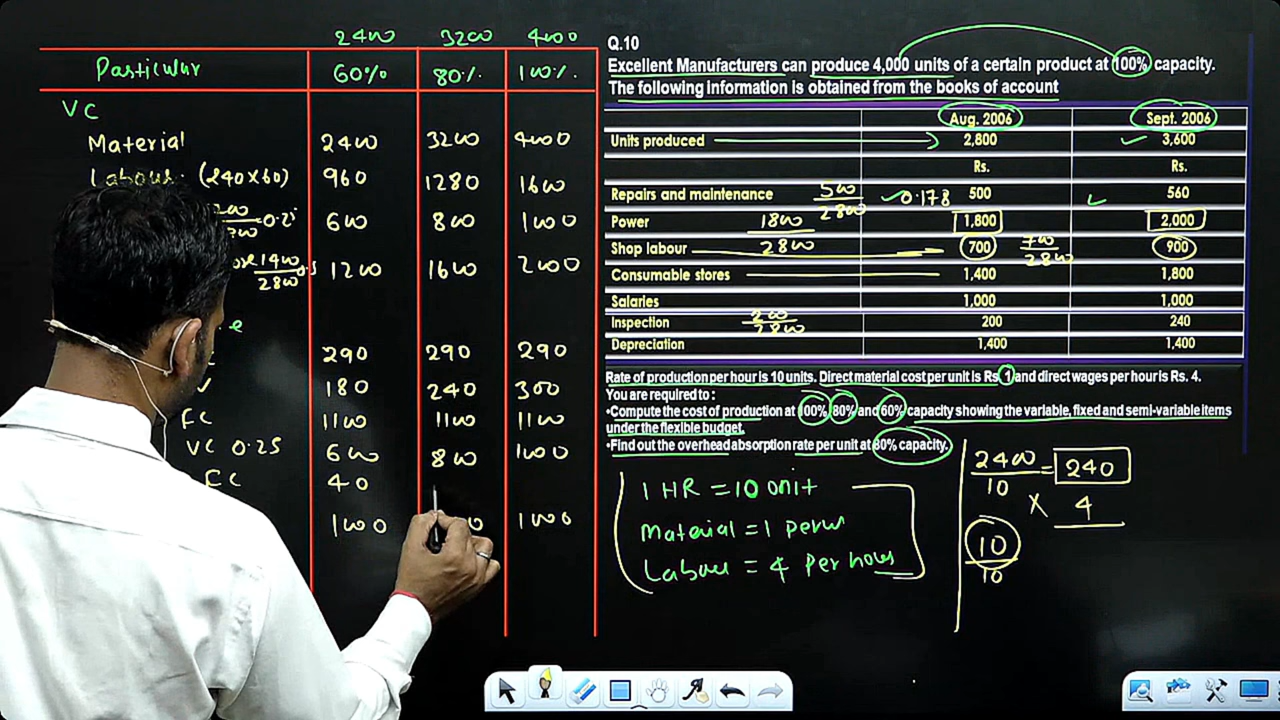 2400 3200 4000
Particular 60% 80% 100%
VC
Material 2400 3200 4000
Labour (240x60) 960 1280 1600
0.25 600 800 1000
1400/2800 1200 1600 2000
e
290 290 290
180 240 300
FC 1100 1100 1100
VC 0.25 600 800 1000
FC 40
1000 1000
Q.10
Excellent Manufacturers can produce 4,000 units of a certain product at 100% capacity.
The following information is obtained from the books of account
Aug. 2006 Sept. 2006
Units produced 2,800 3,600
Rs. Rs.
Repairs and maintenance 500/2800 0.178 500 560
Power 1800/2800 1,800 2,000
Shop labour 700 700/2800 900
Consumable stores 1,400 1,800
Salaries 1,000 1,000
Inspection 200/2800 200 240
Depreciation 1,400 1,400
Rate of production per hour is 10 units. Direct material cost per unit is Rs. 1 and direct wages per hour is Rs. 4.
You are required to :
•Compute the cost of production at 100%, 80% and 60% capacity showing the variable, fixed and semi-variable items
under the flexible budget.
•Find out the overhead absorption rate per unit at 80% capacity.
1 HR = 10 unit
Material = 1 per
Labour = 4 Per hour
2400/10 = 240
x 4
10/10